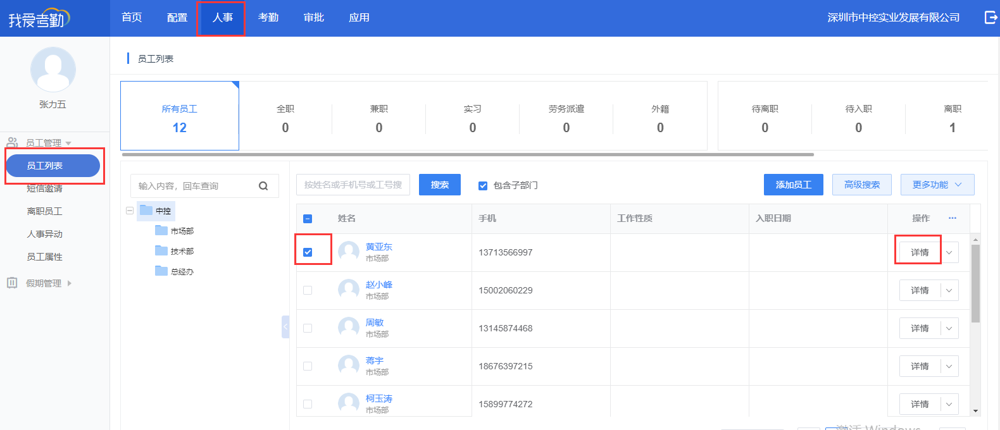 我爱考勤
首页 配置 人事 考勤 审批 应用
深圳市中控实业发展有限公司
张力五
员工管理
员工列表
短信邀请
离职员工
人事异动
员工属性
假期管理
员工列表
所有员工 全职 兼职 实习 劳务派遣 外籍 待离职 待入职 离职
12 0 0 0 0 0 0 0 1
输入内容，回车查询
中控
市场部
技术部
总经办
按姓名或手机号或工号搜 搜索 包含子部门 添加员工 高级搜索 更多功能
姓名 手机 工作性质 入职日期 操作 ···
黄亚东 13713566997 详情
市场部
赵小峰 15002060229 详情
市场部
周敏 13145874468 详情
市场部
蒋宇 18676397215 详情
市场部
柯玉涛 15899774272 详情
市场部
激活 Windows